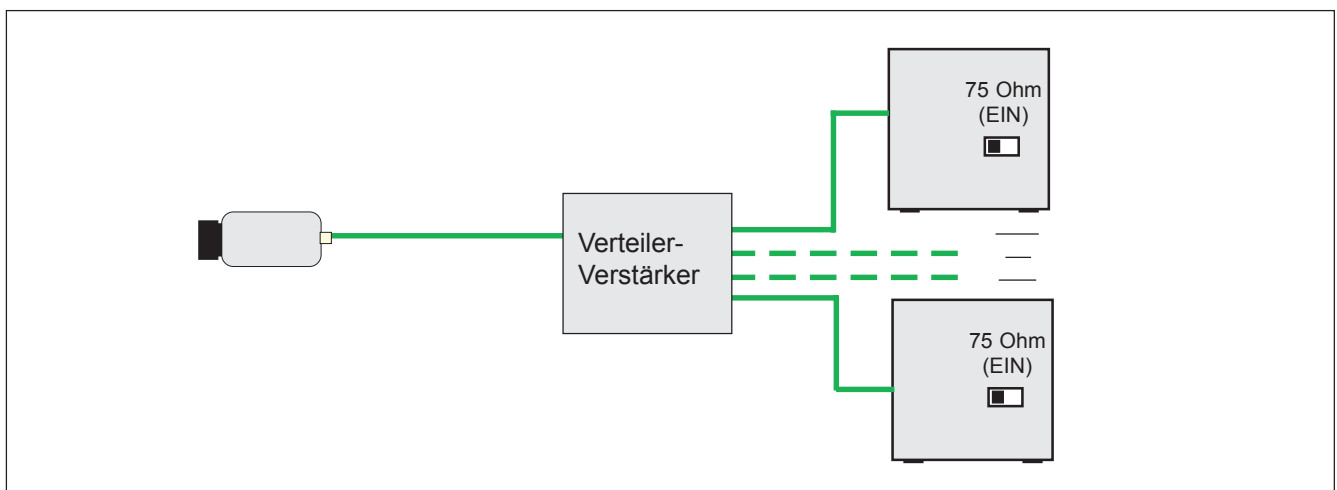 75 Ohm
(EIN)
Verteiler-
Verstärker
75 Ohm
(EIN)